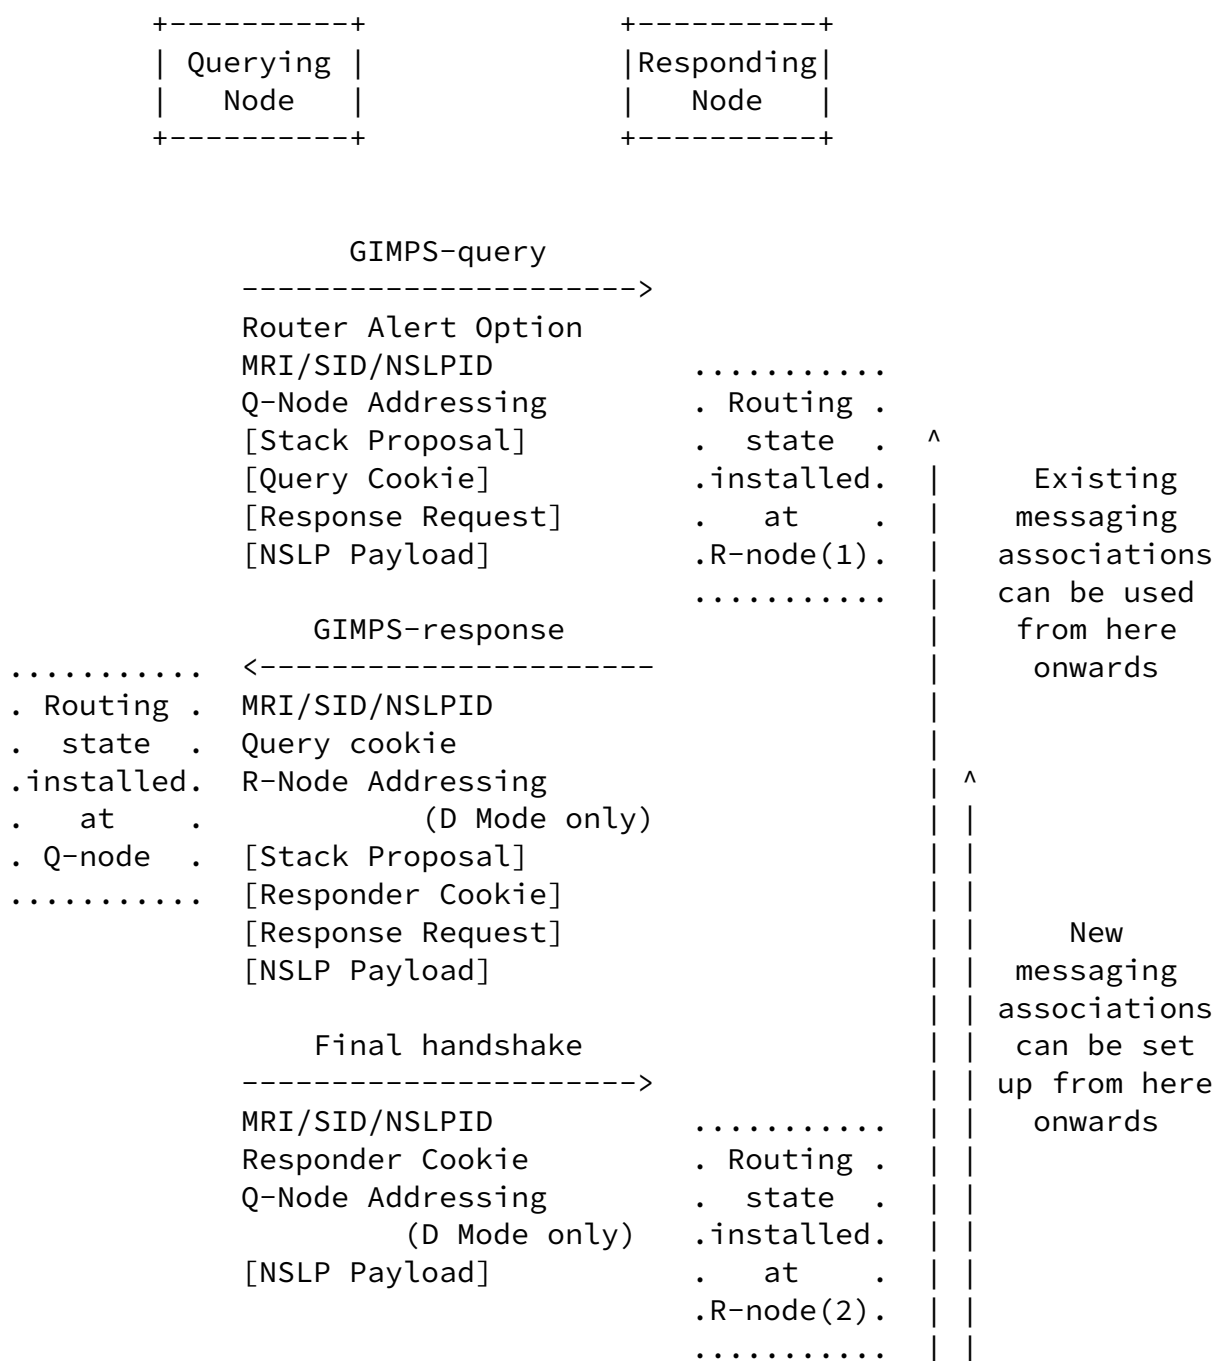 +----------+ +----------+
| Querying | |Responding|
| Node | | Node |
+----------+ +----------+
GIMPS-query
---------------------->
Router Alert Option
MRI/SID/NSLPID ...........
Q-Node Addressing . Routing .
[Stack Proposal] . state . ^
[Query Cookie] .installed. | Existing
[Response Request] . at . | messaging
[NSLP Payload] .R-node(1). | associations
........... | can be used
GIMPS-response | from here
........... <---------------------- | onwards
. Routing . MRI/SID/NSLPID |
. state . Query cookie |
.installed. R-Node Addressing | ^
. at . (D Mode only) | |
. Q-node . [Stack Proposal] | |
........... [Responder Cookie] | |
[Response Request] | | New
[NSLP Payload] | | messaging
| | associations
Final handshake | | can be set
----------------------> | | up from here
MRI/SID/NSLPID ........... | | onwards
Responder Cookie . Routing . | |
Q-Node Addressing . state . | |
(D Mode only) .installed. | |
[NSLP Payload] . at . | |
.R-node(2). | |
........... | |